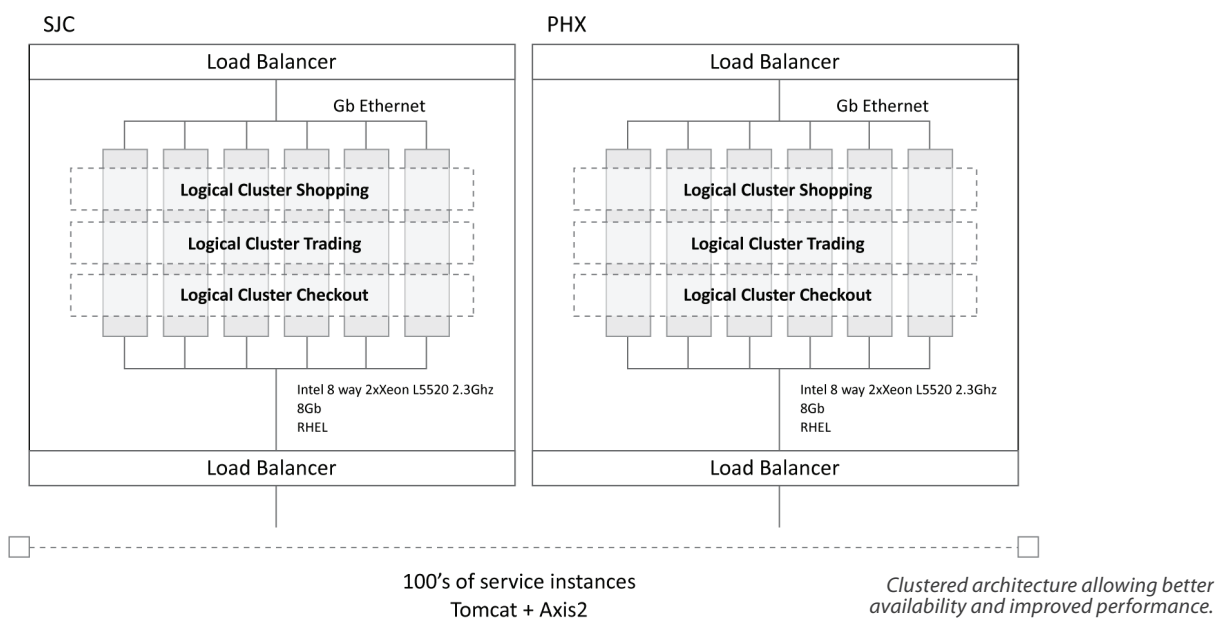 SJC
Load Balancer
Gb Ethernet
Logical Cluster Shopping
Logical Cluster Trading
Logical Cluster Checkout
Intel 8 way 2xXeon L5520 2.3Ghz
8Gb
RHEL
Load Balancer
PHX
Load Balancer
Gb Ethernet
Logical Cluster Shopping
Logical Cluster Trading
Logical Cluster Checkout
Intel 8 way 2xXeon L5520 2.3Ghz
8Gb
RHEL
Load Balancer
100's of service instances
Tomcat + Axis2
Clustered architecture allowing better
availability and improved performance.